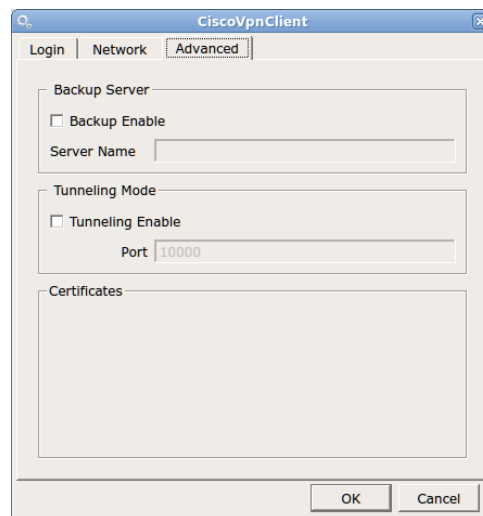 CiscoVpnClient
Login Network Advanced
Backup Server
Backup Enable
Server Name
Tunneling Mode
Tunneling Enable
Port 10000
Certificates
OK Cancel